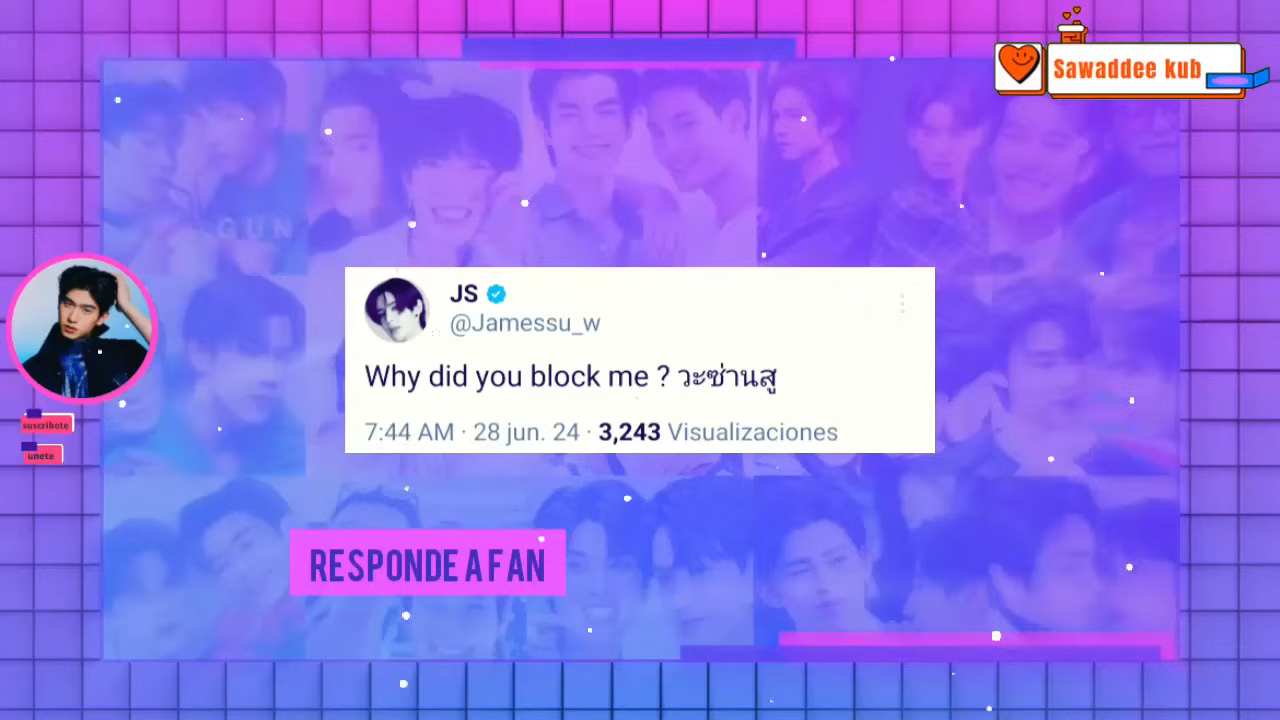 Sawaddee kub
GUN
JS
@Jamessu_w
Why did you block me ? วะซ่านสู
7:44 AM · 28 jun. 24 · 3,243 Visualizaciones
suscribete
unete
RESPONDE A FAN